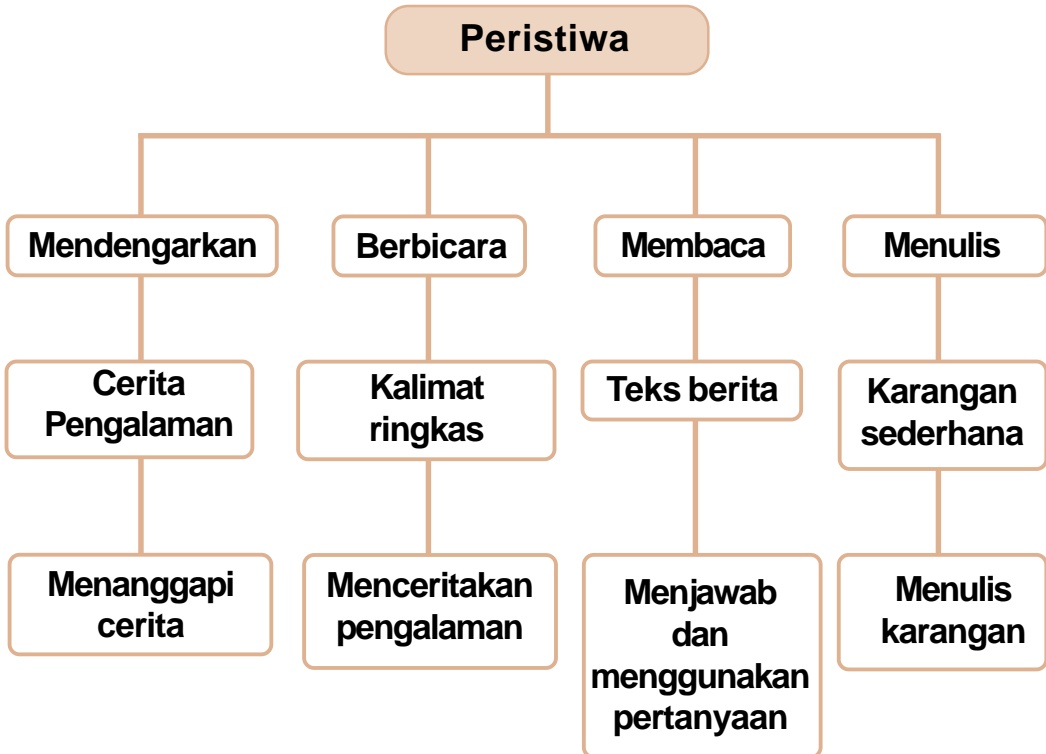 Peristiwa
Mendengarkan
Berbicara
Membaca
Menulis
Cerita
Pengalaman
Kalimat
ringkas
Teks berita
Karangan
sederhana
Menanggapi
cerita
Menceritakan
pengalaman
Menjawab
dan
menggunakan
pertanyaan
Menulis
karangan